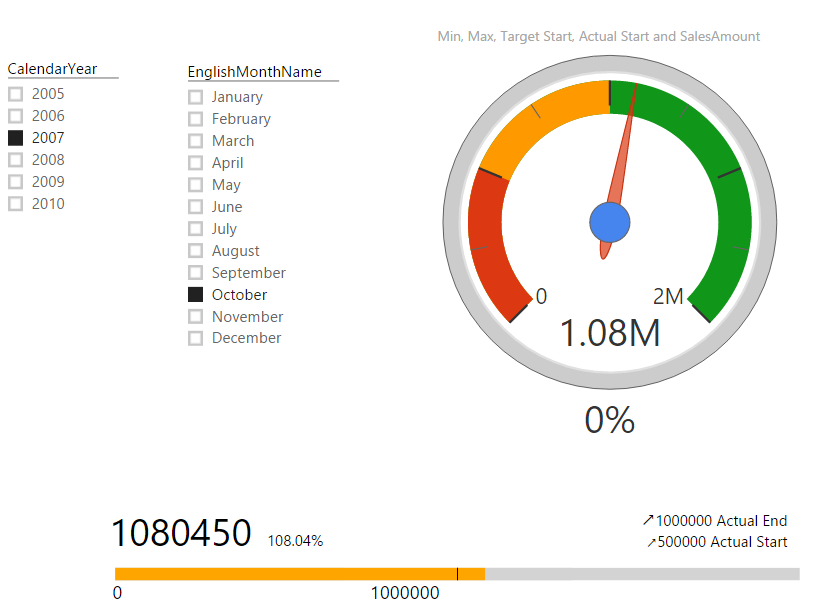 Min, Max, Target Start, Actual Start and SalesAmount
CalendarYear
2005
2006
2007
2008
2009
2010
EnglishMonthName
January
February
March
April
May
June
July
August
September
October
November
December
0
2M
1.08M
0%
1080450 108.04%
↗1000000 Actual End
↗500000 Actual Start
0
1000000